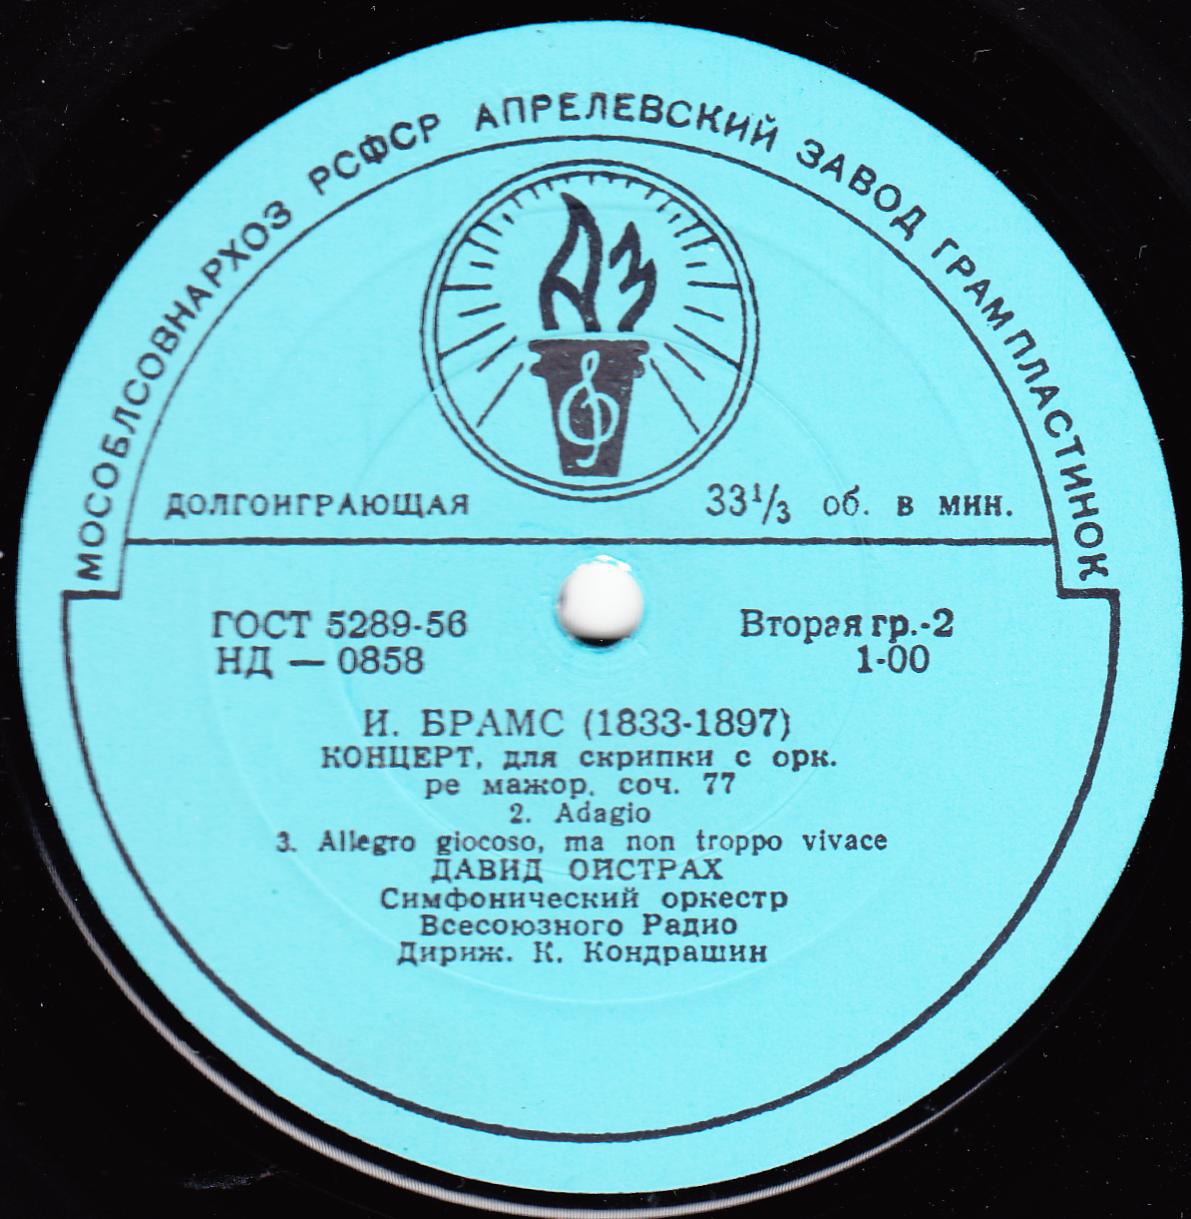 МОСОБЛСОВНАРХОЗ РСФСР АПРЕЛЕВСКИЙ ЗАВОД ГРАМПЛАСТИНОК
АЗ
ДОЛГОИГРАЮЩАЯ 33⅓ об. в мин.
ГОСТ 5289-56 Вторая гр.-2
НД — 0858 1-00
И. БРАМС (1833-1897)
КОНЦЕРТ, для скрипки с орк.
ре мажор, соч. 77
2. Adagio
3. Allegro giocoso, ma non troppo vivace
ДАВИД ОЙСТРАХ
Симфонический оркестр
Всесоюзного Радио
Дириж. К. Кондрашин